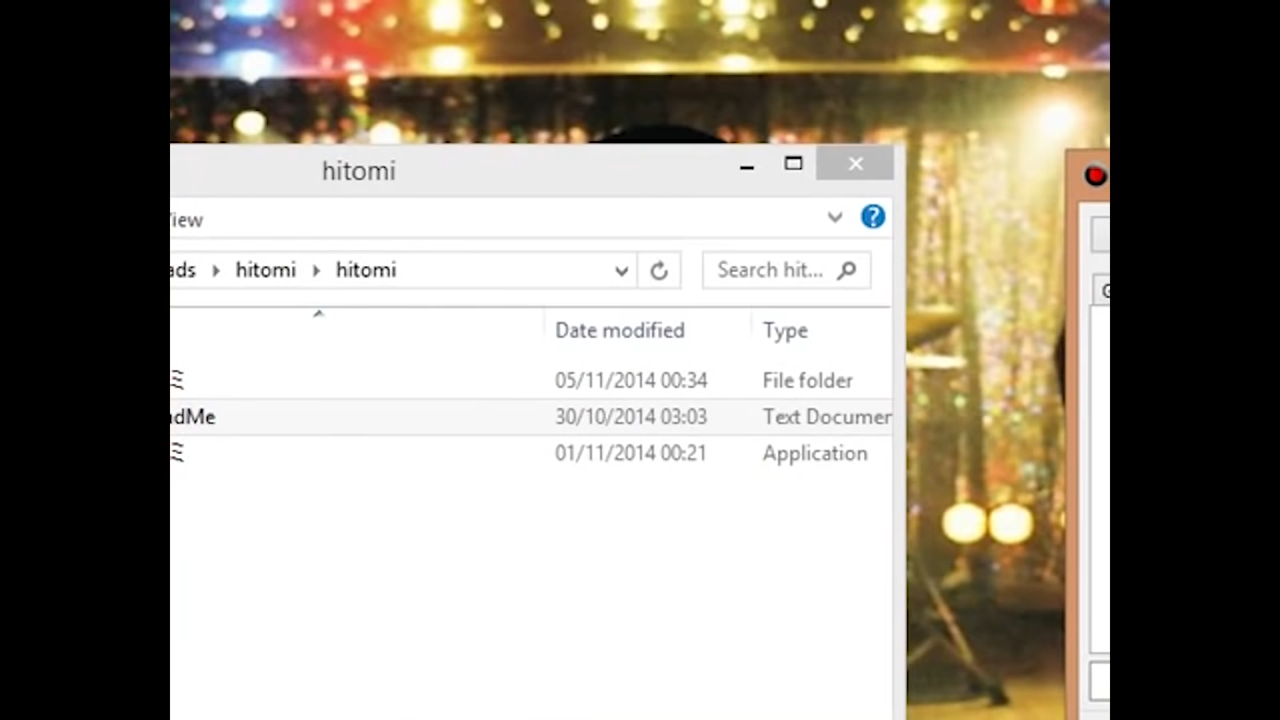 hitomi
iew
ads hitomi hitomi
Search hit...
Date modified Type
05/11/2014 00:34 File folder
dMe 30/10/2014 03:03 Text Documen
01/11/2014 00:21 Application